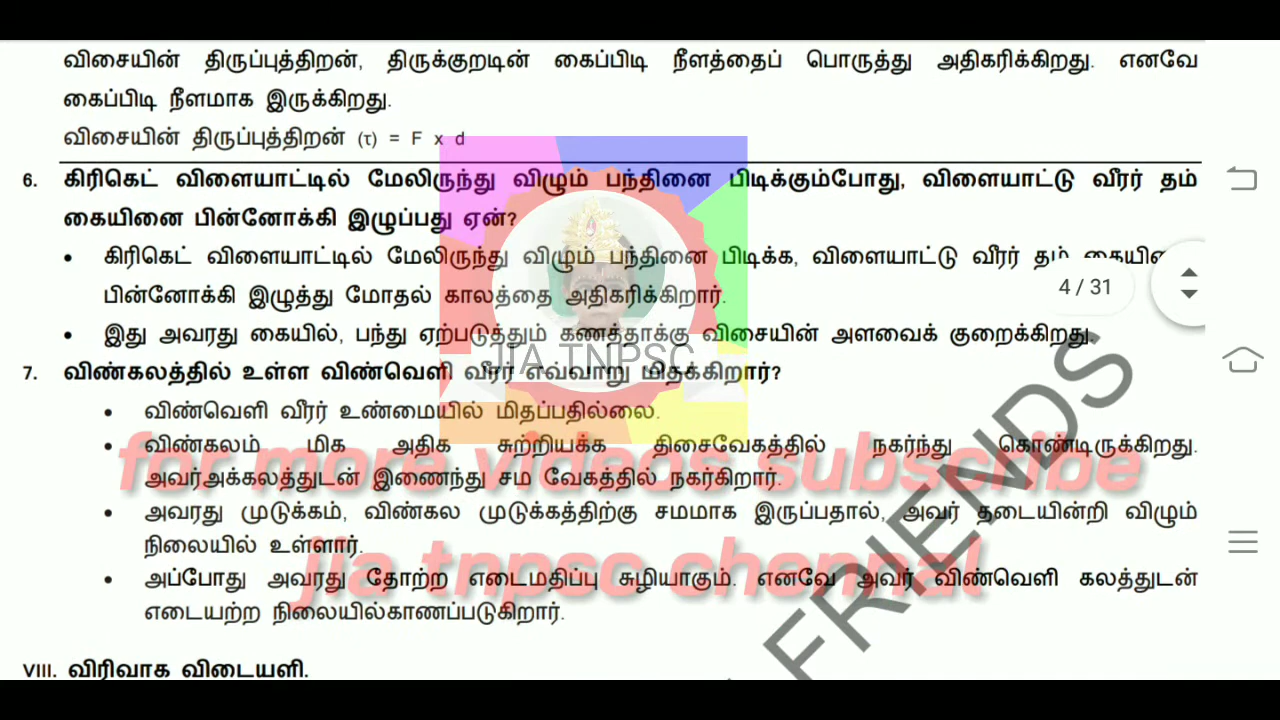 விசையின் திருப்புத்திறன், திருக்குறடின் கைப்பிடி நீளத்தைப் பொருத்து அதிகரிக்கிறது. எனவே
கைப்பிடி நீளமாக இருக்கிறது.
விசையின் திருப்புத்திறன் (τ) = F x d
6. கிரிகெட் விளையாட்டில் மேலிருந்து விழும் பந்தினை பிடிக்கும்போது, விளையாட்டு வீரர் தம்
கையினை பின்னோக்கி இழுப்பது ஏன்?
• கிரிகெட் விளையாட்டில் மேலிருந்து விழும் பந்தினை பிடிக்க, விளையாட்டு வீரர் தம்
பின்னோக்கி இழுத்து மோதல் காலத்தை அதிகரிக்கிறார்.
4 / 31
• இது அவரது கையில், பந்து ஏற்படுத்தும் கணத்தாக்கு விசையின் அளவைக் குறைக்கிறது.
JIA TNPSC
7. விண்கலத்தில் உள்ள விண்வெளி வீரர் எவ்வாறு மிதக்கிறார்?
• விண்வெளி வீரர் உண்மையில் மிதப்பதில்லை.
• விண்கலம் மிக அதிக சுற்றியக்க திசைவேகத்தில் நகர்ந்து கொண்டிருக்கிறது.
for more videos subscribe
அவர்அக்கலத்துடன் இணைந்து சம வேகத்தில் நகர்கிறார்.
• அவரது முடுக்கம், விண்கல முடுக்கத்திற்கு சமமாக இருப்பதால், அவர் தடையின்றி விழும்
நிலையில் உள்ளார்.
jia tnpsc chennal
• அப்போது அவரது தோற்ற எடைமதிப்பு சுழியாகும். எனவே அவர் விண்வெளி கலத்துடன்
எடையற்ற நிலையில்காணப்படுகிறார்.
FRIENDS
VIII. விரிவாக விடையளி.